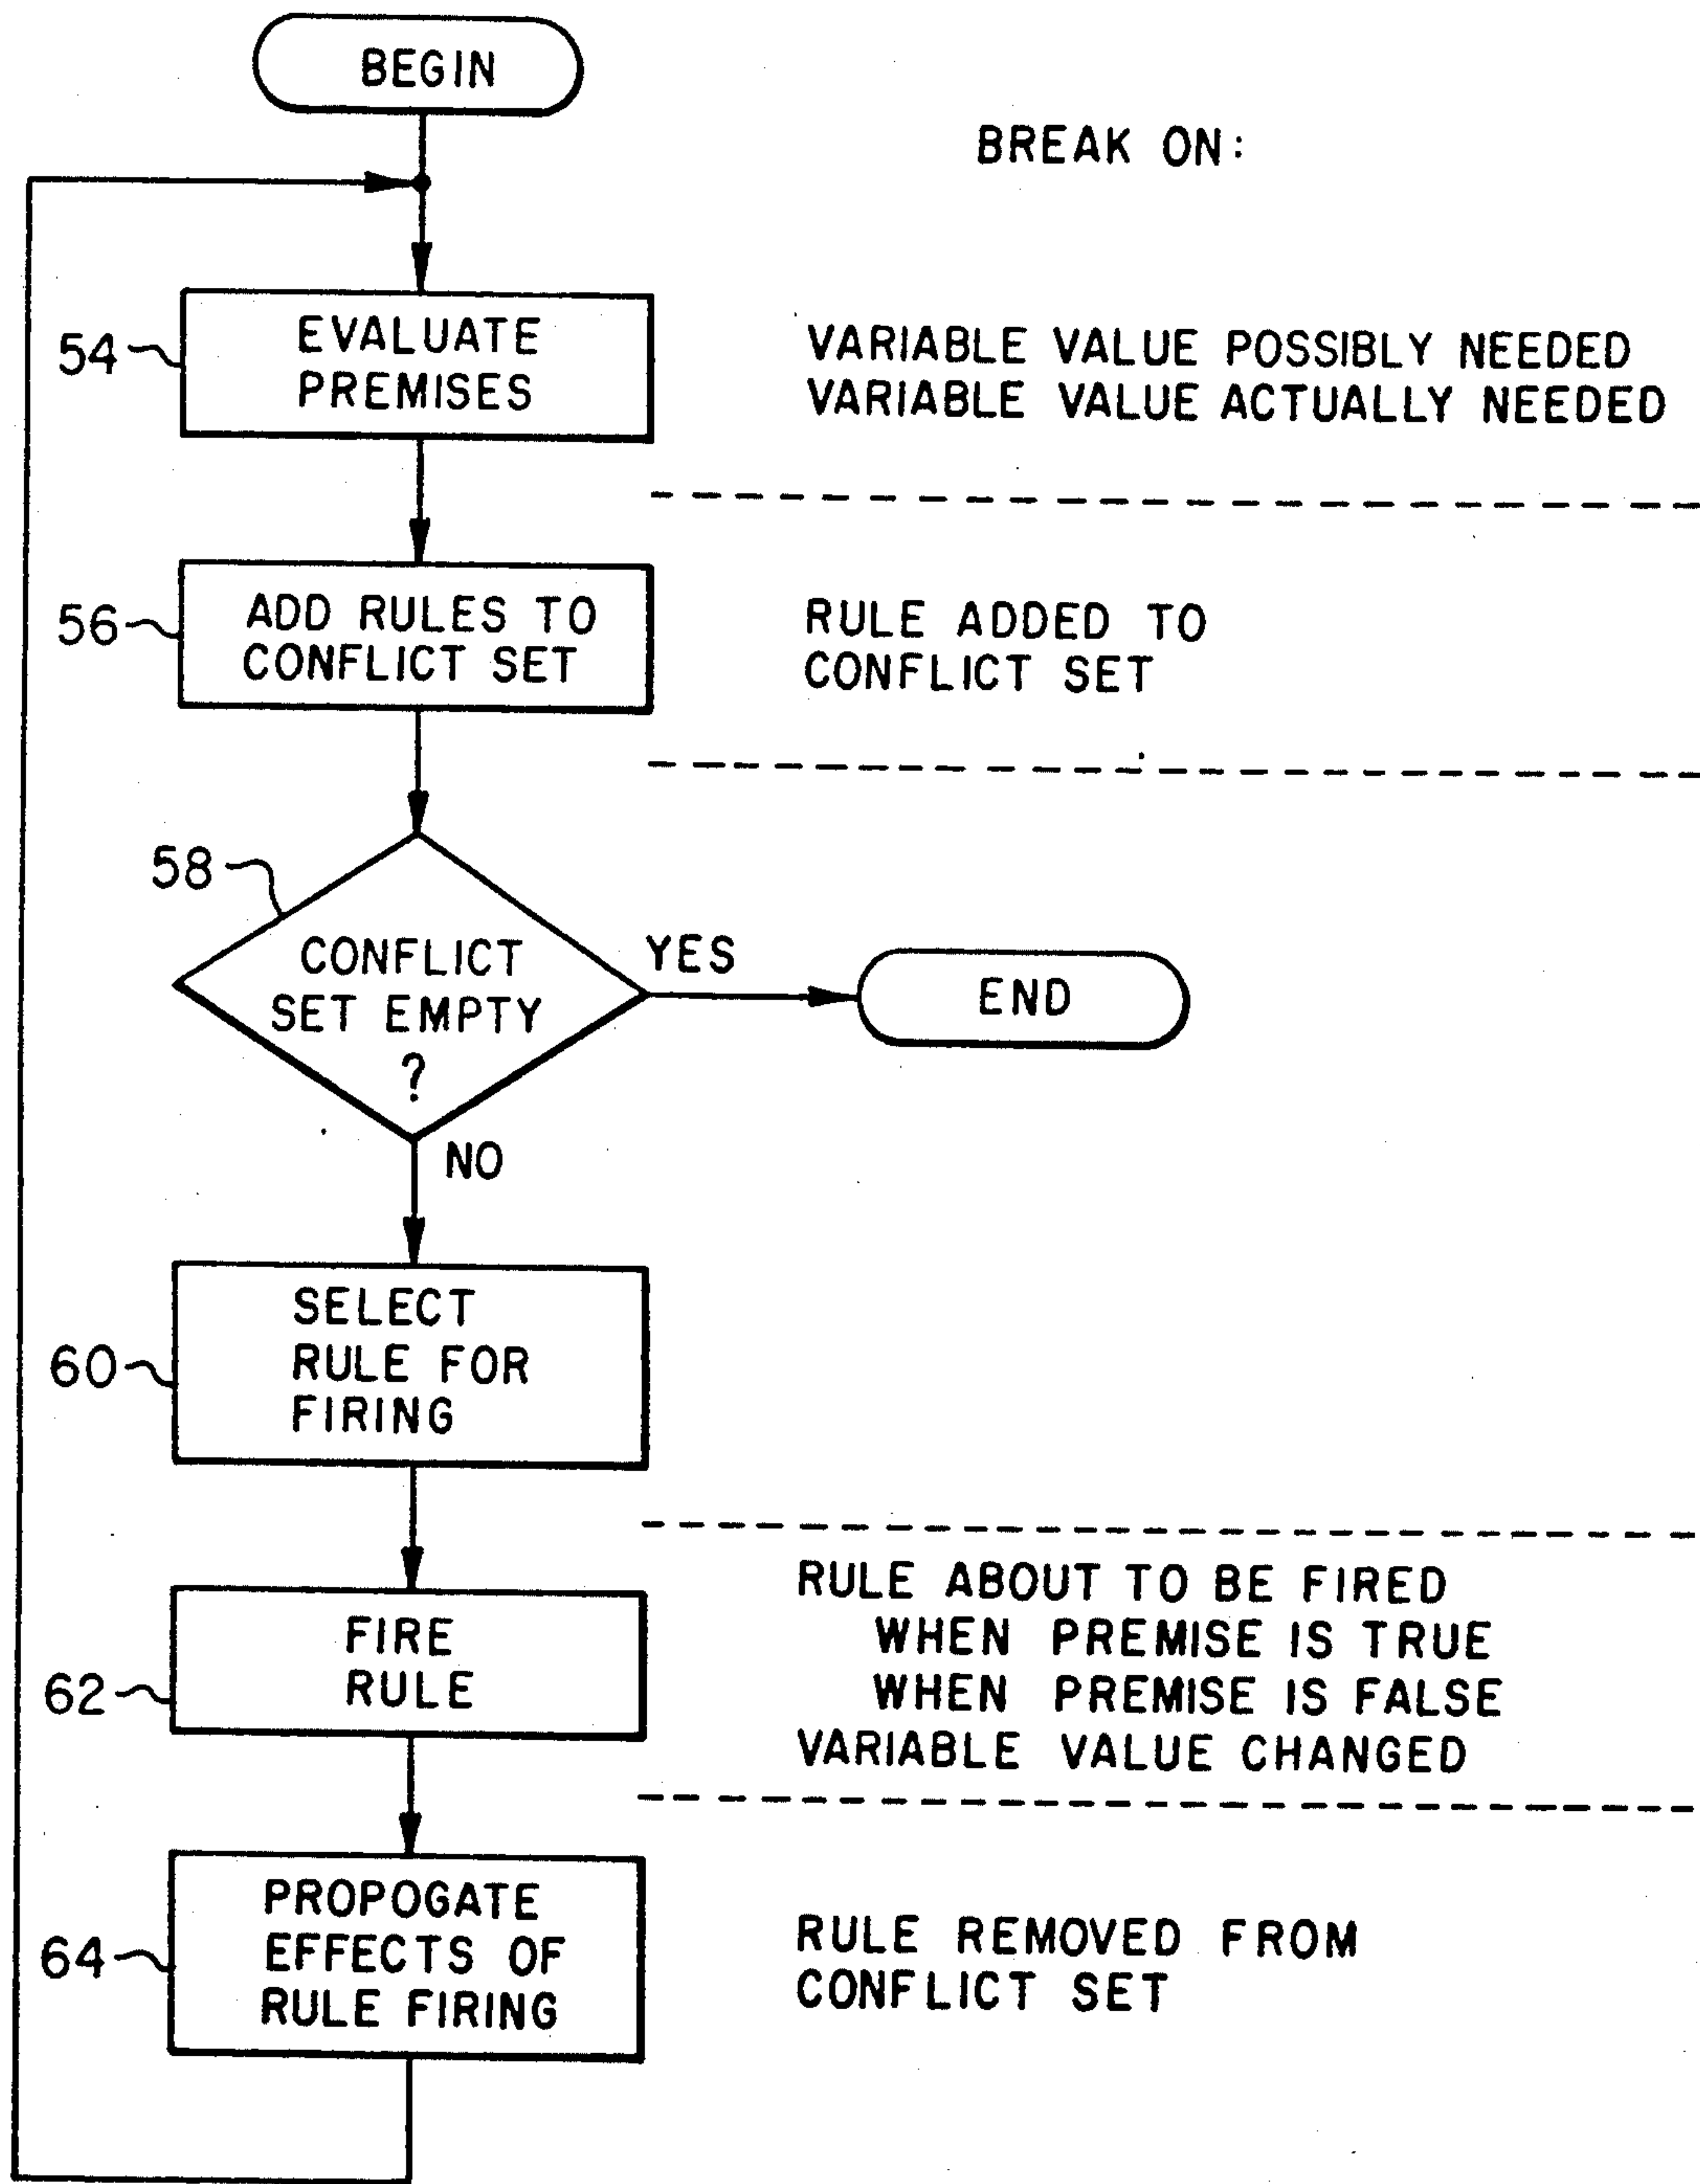 BEGIN
BREAK ON:
54
EVALUATE
PREMISES
VARIABLE VALUE POSSIBLY NEEDED
VARIABLE VALUE ACTUALLY NEEDED
56
ADD RULES TO
CONFLICT SET
RULE ADDED TO
CONFLICT SET
58
CONFLICT
SET EMPTY
?
YES
END
NO
60
SELECT
RULE FOR
FIRING
62
FIRE
RULE
RULE ABOUT TO BE FIRED
WHEN PREMISE IS TRUE
WHEN PREMISE IS FALSE
VARIABLE VALUE CHANGED
64
PROPOGATE
EFFECTS OF
RULE FIRING
RULE REMOVED FROM
CONFLICT SET